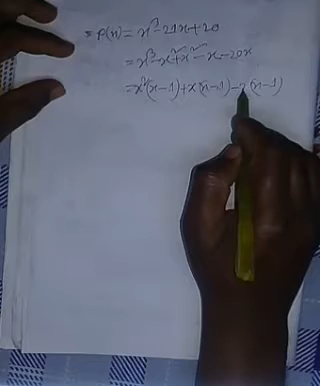 = P(x) = x³ - 21x + 20
= x³ - x² + x² - x - 20x
= x²(x-1) + x(x-1) - (x-1)